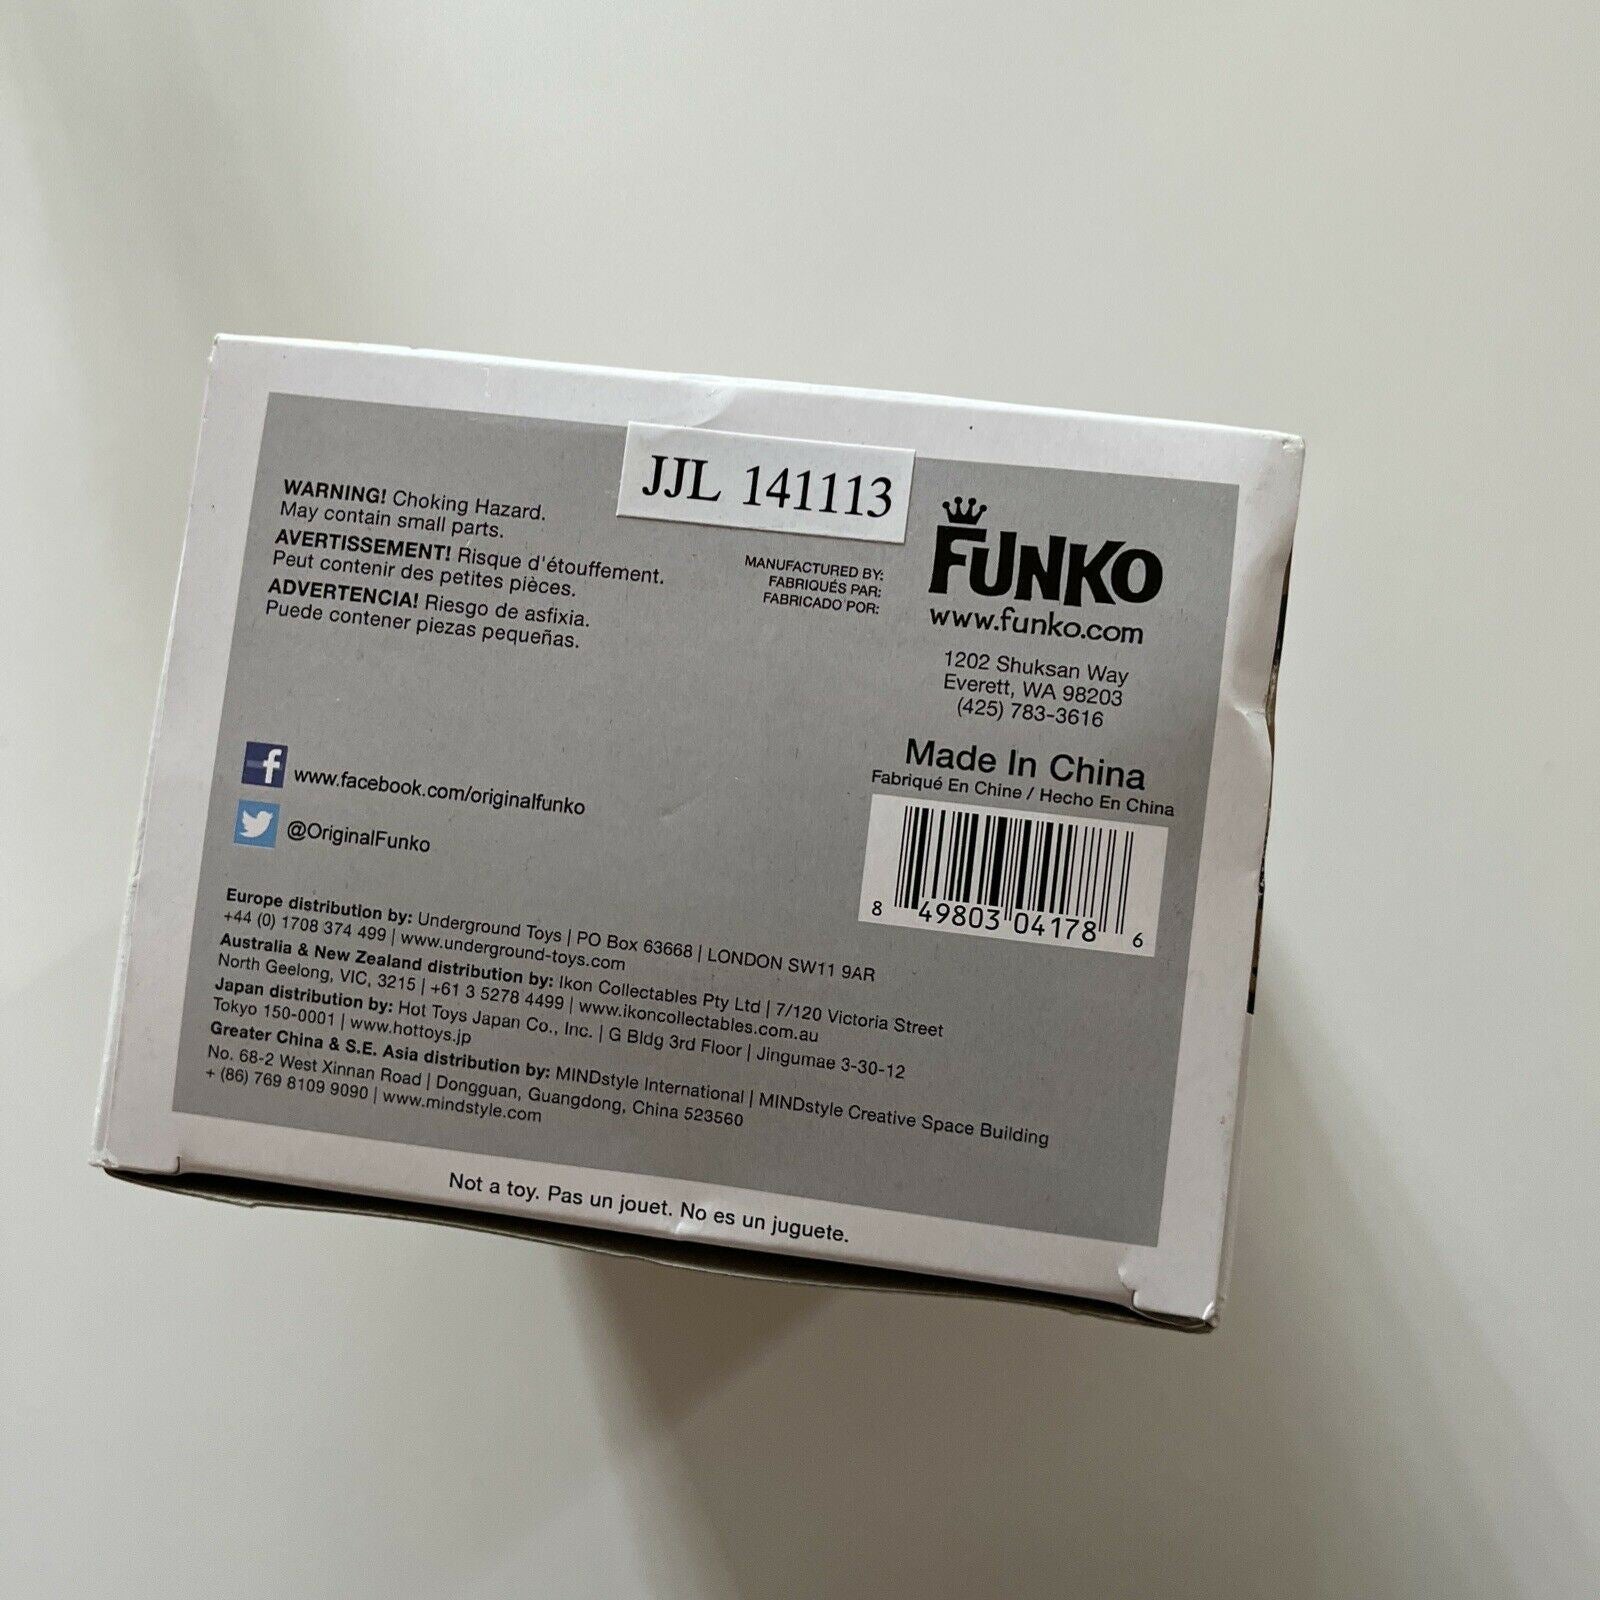 JJL 141113
WARNING! Choking Hazard.
May contain small parts.
AVERTISSEMENT! Risque d'étouffement.
Peut contenir des petites pièces.
ADVERTENCIA! Riesgo de asfixia.
Puede contener piezas pequeñas.
MANUFACTURED BY:
FABRIQUÉS PAR:
FABRICADO POR:
FUNKO
www.funko.com
1202 Shuksan Way
Everett, WA 98203
(425) 783-3616
Made In China
Fabriqué En Chine / Hecho En China
8 49803 04178 6
f www.facebook.com/originalfunko
@OriginalFunko
Europe distribution by: Underground Toys | PO Box 63668 | LONDON SW11 9AR
+44 (0) 1708 374 499 | www.underground-toys.com
Australia & New Zealand distribution by: Ikon Collectables Pty Ltd | 7/120 Victoria Street
North Geelong, VIC, 3215 | +61 3 5278 4499 | www.ikoncollectables.com.au
Japan distribution by: Hot Toys Japan Co., Inc. | G Bldg 3rd Floor | Jingumae 3-30-12
Tokyo 150-0001 | www.hottoys.jp
Greater China & S.E. Asia distribution by: MINDstyle International | MINDstyle Creative Space Building
No. 68-2 West Xinnan Road | Dongguan, Guangdong, China 523560
+ (86) 769 8109 9090 | www.mindstyle.com
Not a toy. Pas un jouet. No es un juguete.